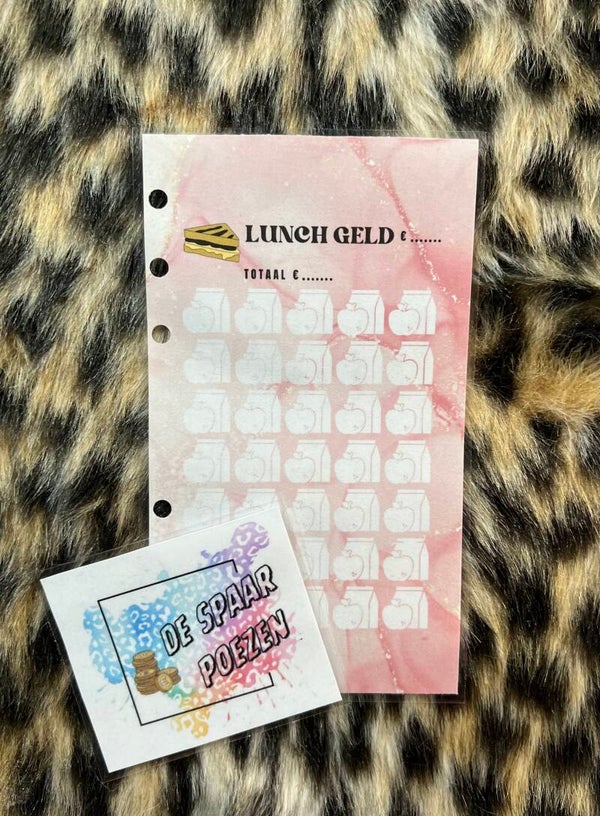 LUNCH GELD € .......
TOTAAL € .......
DE SPAAR
POEZEN